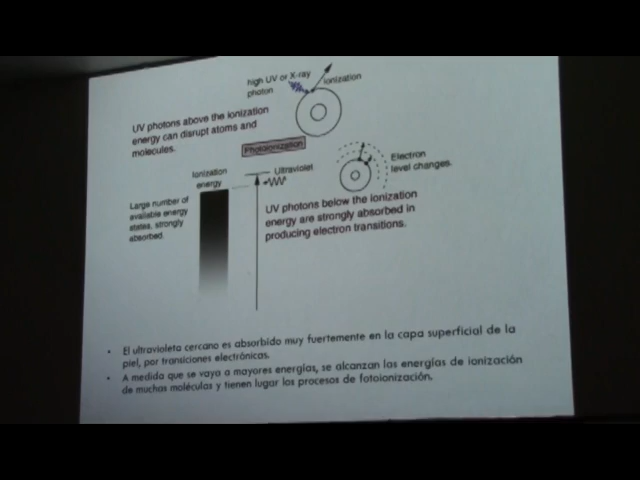 high UV or X-ray
photon
Ionization
UV photons above the ionization
energy can disrupt atoms and
molecules.
Photoionization
Ionization
energy
Ultraviolet
Electron
level changes.
Large number of
available energy
states, strongly
absorbed.
UV photons below the ionization
energy are strongly absorbed in
producing electron transitions.
• El ultravioleta cercano es absorbido muy fuertemente en la capa superficial de la
piel, por transiciones electrónicas.
• A medida que se vaya a mayores energías, se alcanzan las energías de ionización
de muchas moléculas y tienen lugar los procesos de fotoionización.